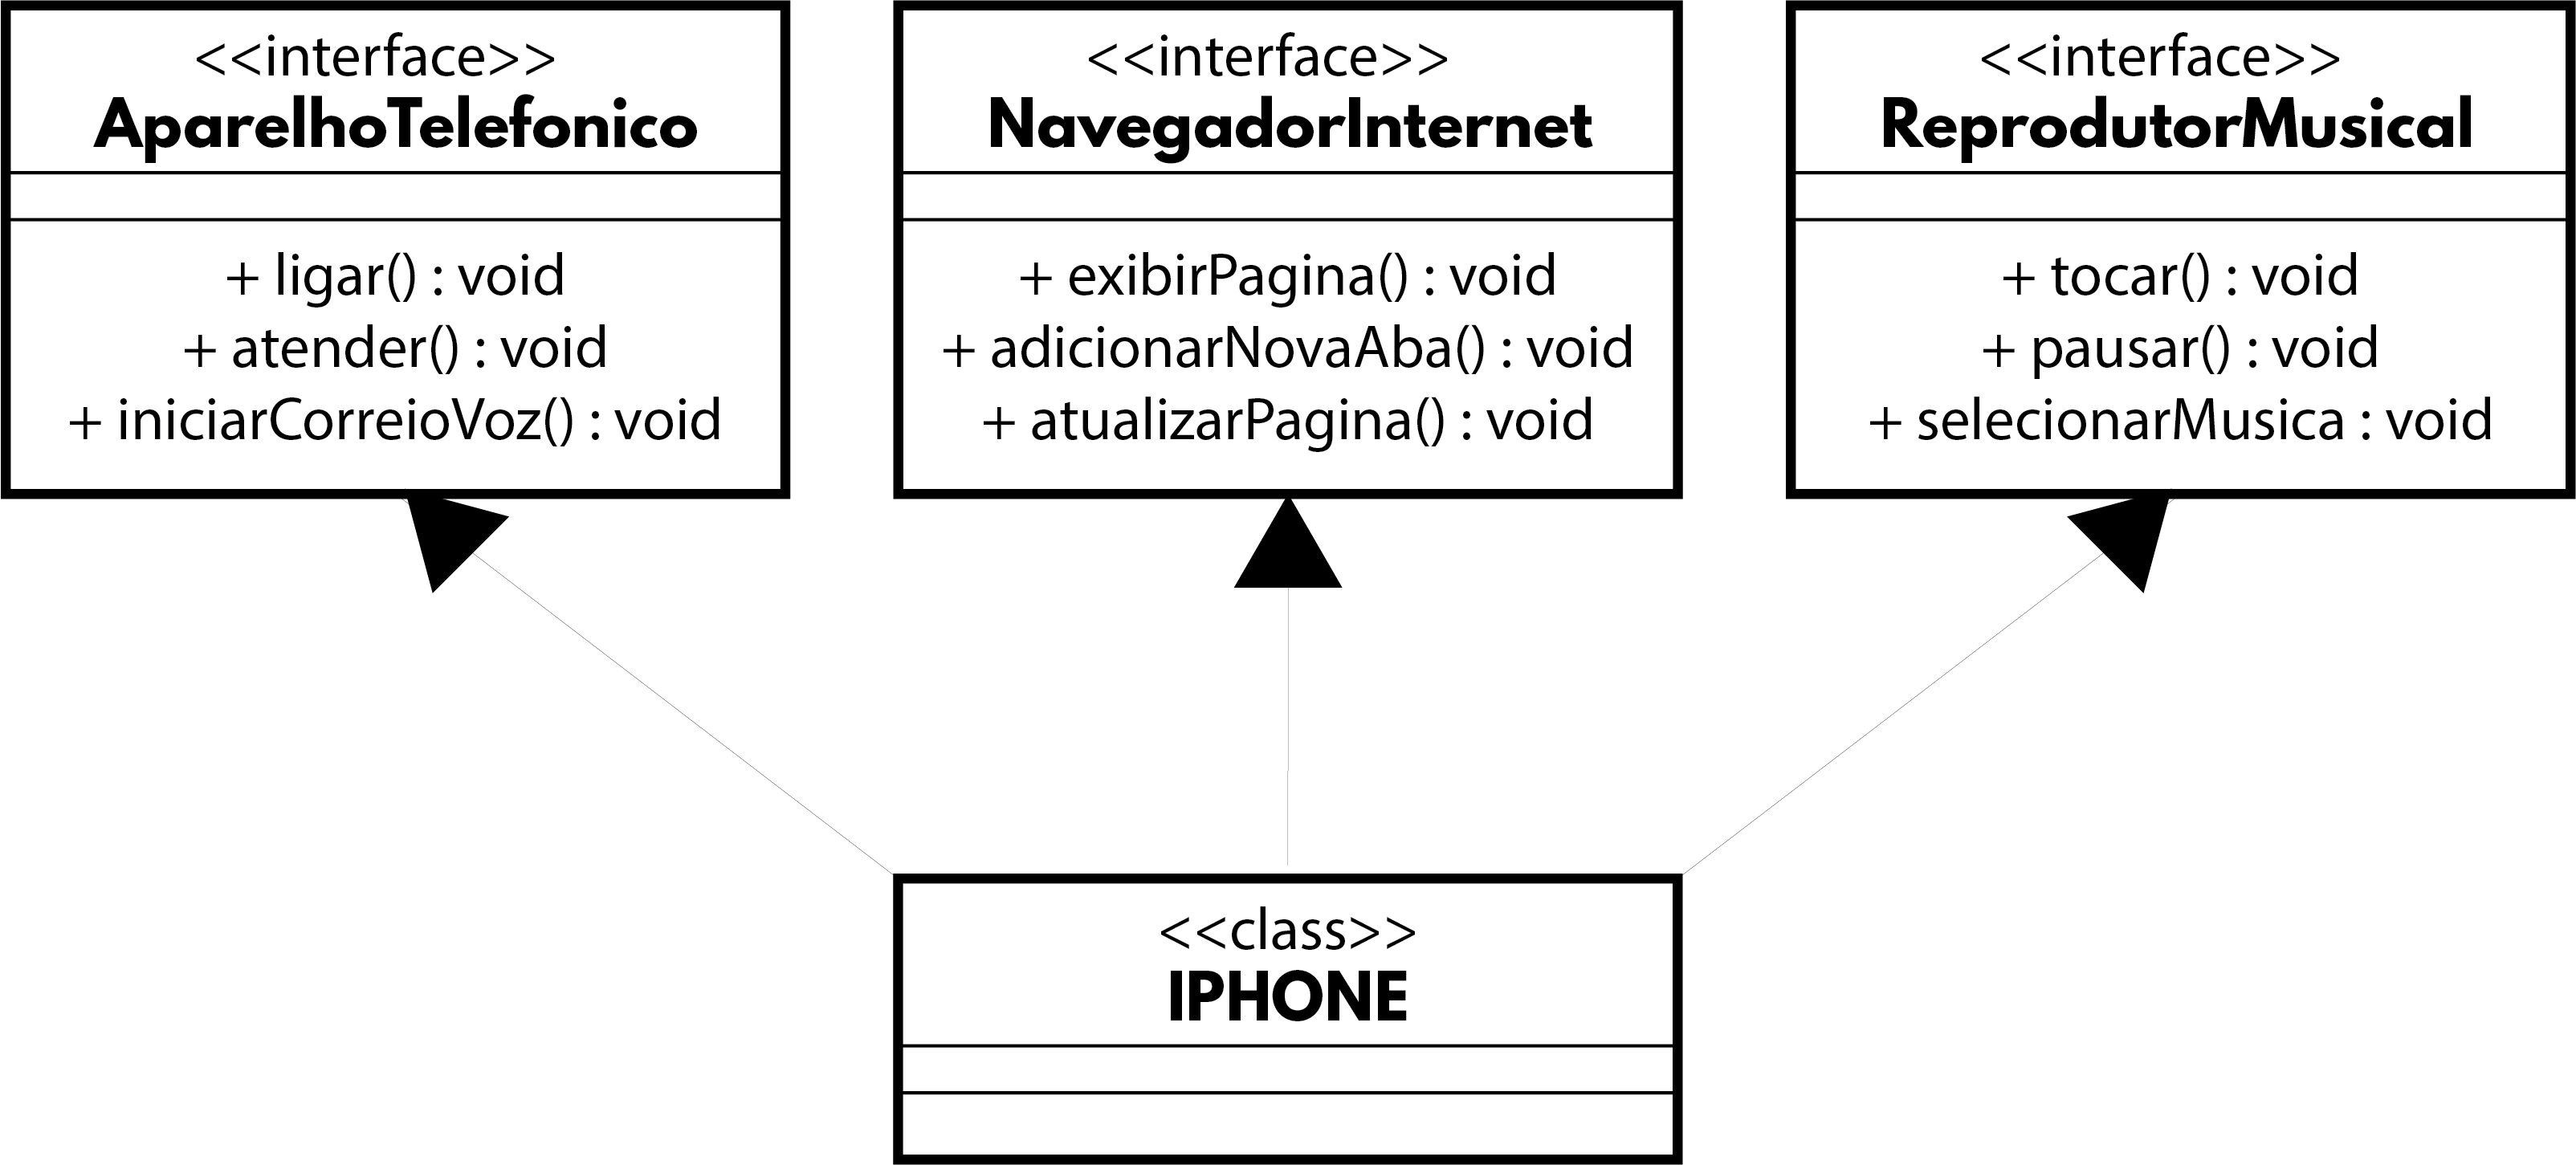 <<interface>>
AparelhoTelefonico
+ ligar() : void
+ atender() : void
+ iniciarCorreioVoz() : void
<<interface>>
NavegadorInternet
+ exibirPagina() : void
+ adicionarNovaAba() : void
+ atualizarPagina() : void
<<interface>>
ReprodutorMusical
+ tocar() : void
+ pausar() : void
+ selecionarMusica : void
<<class>>
IPHONE